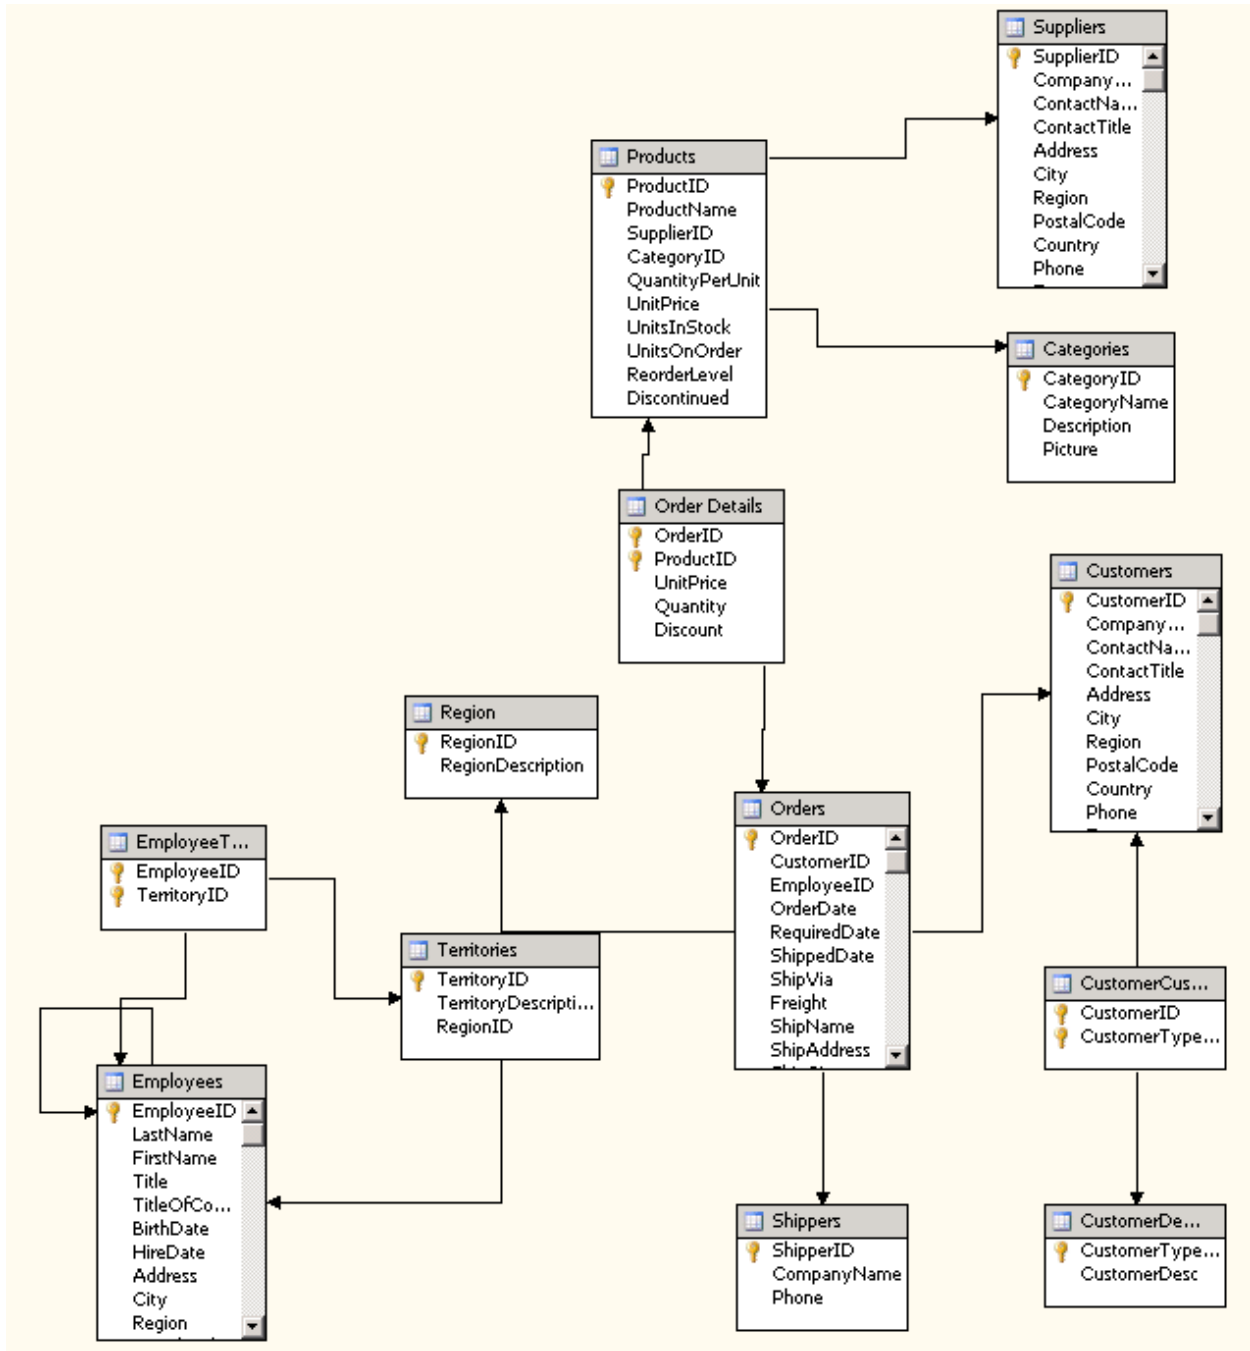 Suppliers
SupplierID
Company...
ContactNa...
ContactTitle
Address
City
Region
PostalCode
Country
Phone
Products
ProductID
ProductName
SupplierID
CategoryID
QuantityPerUnit
UnitPrice
UnitsInStock
UnitsOnOrder
ReorderLevel
Discontinued
Categories
CategoryID
CategoryName
Description
Picture
Order Details
OrderID
ProductID
UnitPrice
Quantity
Discount
Customers
CustomerID
Company...
ContactNa...
ContactTitle
Address
City
Region
PostalCode
Country
Phone
Region
RegionID
RegionDescription
Orders
OrderID
CustomerID
EmployeeID
OrderDate
RequiredDate
ShippedDate
ShipVia
Freight
ShipName
ShipAddress
EmployeeT...
EmployeeID
TerritoryID
Territories
TerritoryID
TerritoryDescripti...
RegionID
CustomerCus...
CustomerID
CustomerType...
Employees
EmployeeID
LastName
FirstName
Title
TitleOfCo...
BirthDate
HireDate
Address
City
Region
Shippers
ShipperID
CompanyName
Phone
CustomerDe...
CustomerType...
CustomerDesc